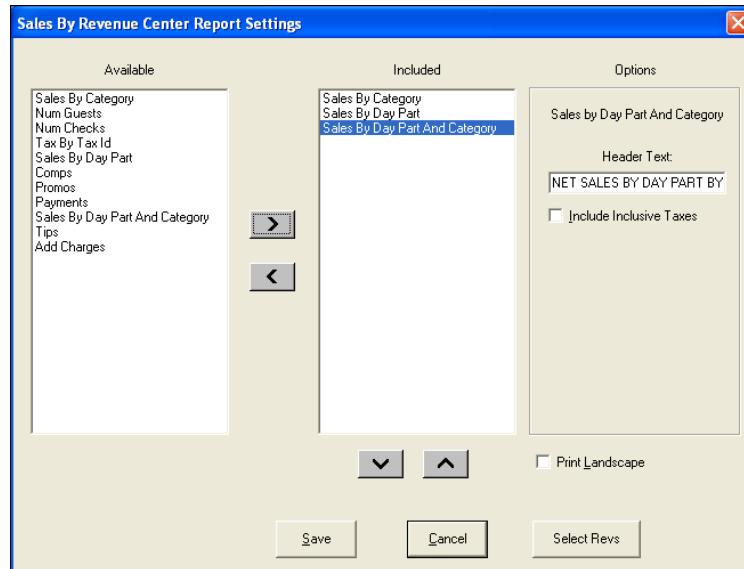 Sales By Revenue Center Report Settings
Available
Included
Options
Sales By Category
Num Guests
Num Checks
Tax By Tax Id
Sales By Day Part
Comps
Promos
Payments
Sales By Day Part And Category
Tips
Add Charges
Sales By Category
Sales By Day Part
Sales By Day Part And Category
Sales by Day Part And Category
Header Text:
NET SALES BY DAY PART BY
Include Inclusive Taxes
Print Landscape
Save
Cancel
Select Revs